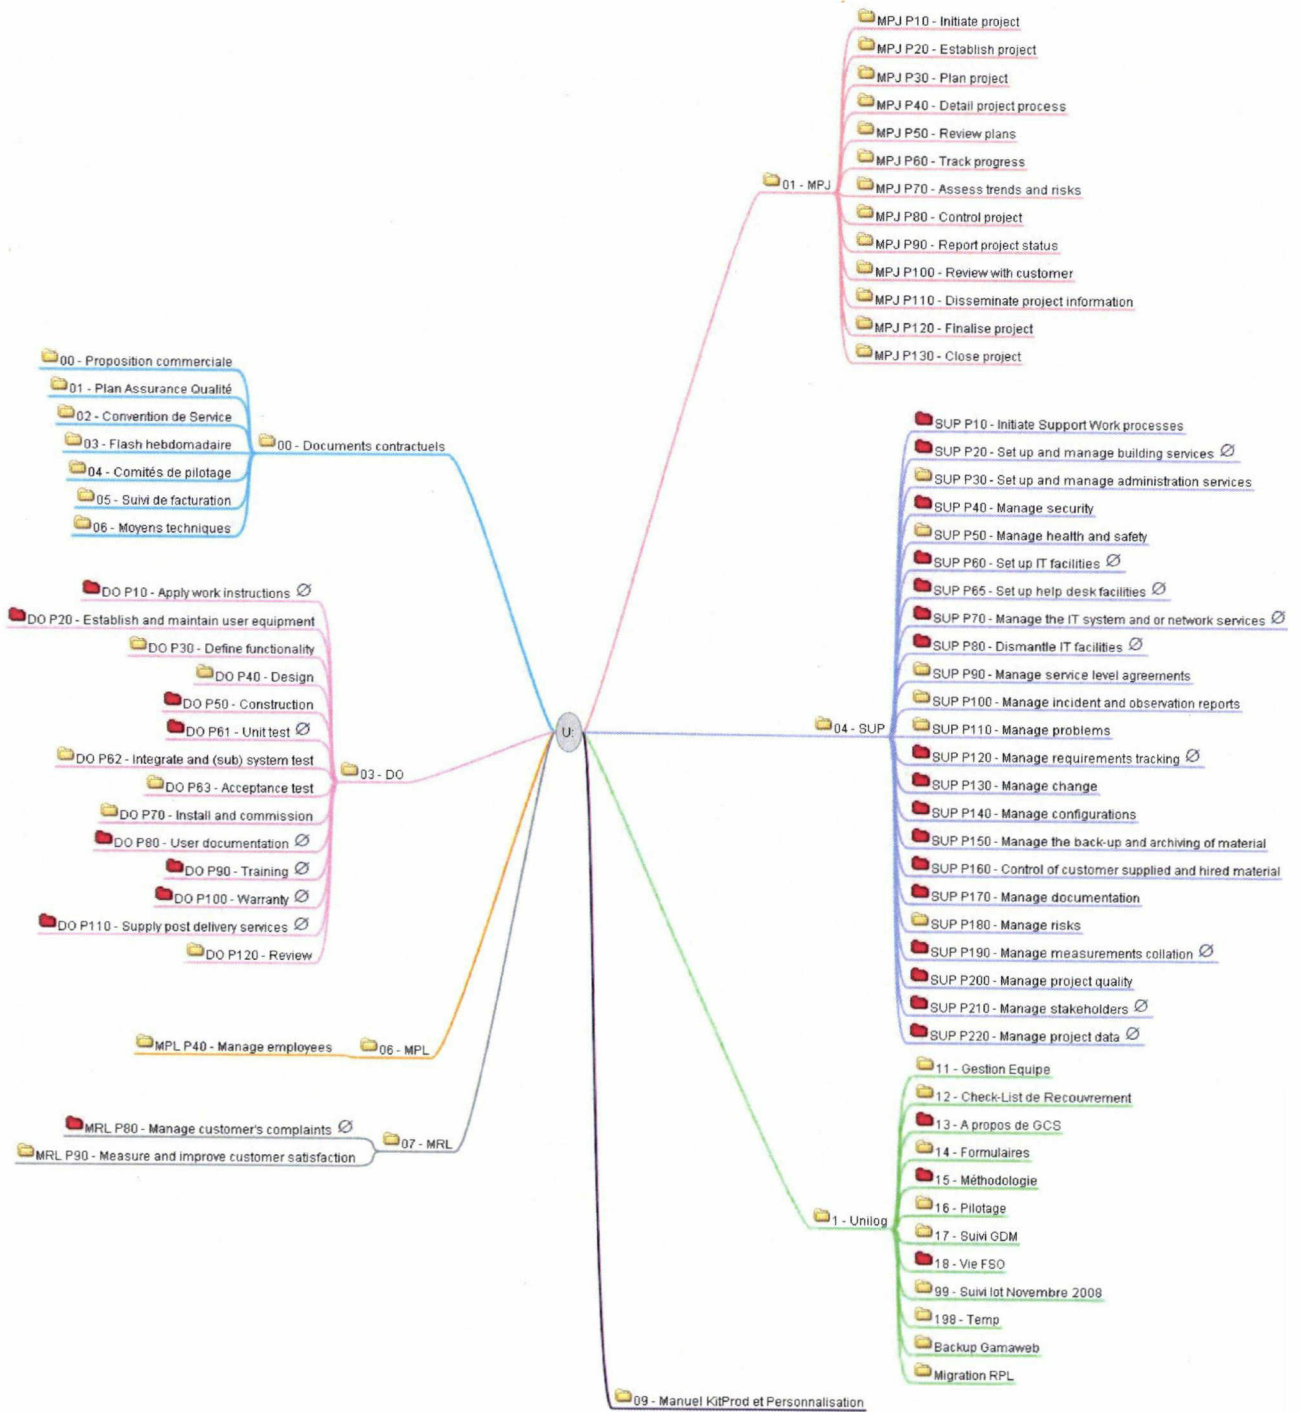 MPJ P10 - Initiate project
MPJ P20 - Establish project
MPJ P30 - Plan project
MPJ P40 - Detail project process
MPJ P50 - Review plans
MPJ P60 - Track progress
01 - MPJ
MPJ P70 - Assess trends and risks
MPJ P80 - Control project
MPJ P90 - Report project status
MPJ P100 - Review with customer
MPJ P110 - Disseminate project information
MPJ P120 - Finalise project
MPJ P130 - Close project
00 - Proposition commerciale
01 - Plan Assurance Qualité
02 - Convention de Service
03 - Flash hebdomadaire
00 - Documents contractuels
04 - Comités de pilotage
05 - Suivi de facturation
06 - Moyens techniques
DO P10 - Apply work instructions
DO P20 - Establish and maintain user equipment
DO P30 - Define functionality
DO P40 - Design
DO P50 - Construction
DO P61 - Unit test
DO P62 - Integrate and (sub) system test
03 - DO
DO P63 - Acceptance test
DO P70 - Install and commission
DO P80 - User documentation
DO P90 - Training
DO P100 - Warranty
DO P110 - Supply post delivery services
DO P120 - Review
U:
SUP P10 - Initiate Support Work processes
SUP P20 - Set up and manage building services
SUP P30 - Set up and manage administration services
SUP P40 - Manage security
SUP P50 - Manage health and safety
SUP P60 - Set up IT facilities
SUP P65 - Set up help desk facilities
SUP P70 - Manage the IT system and or network services
SUP P80 - Dismantle IT facilities
SUP P90 - Manage service level agreements
SUP P100 - Manage incident and observation reports
04 - SUP
SUP P110 - Manage problems
SUP P120 - Manage requirements tracking
SUP P130 - Manage change
SUP P140 - Manage configurations
SUP P150 - Manage the back-up and archiving of material
SUP P160 - Control of customer supplied and hired material
SUP P170 - Manage documentation
SUP P180 - Manage risks
SUP P190 - Manage measurements collation
SUP P200 - Manage project quality
SUP P210 - Manage stakeholders
SUP P220 - Manage project data
MPL P40 - Manage employees
06 - MPL
MRL P80 - Manage customer's complaints
07 - MRL
MRL P90 - Measure and improve customer satisfaction
11 - Gestion Equipe
12 - Check-List de Recouvrement
13 - A propos de GCS
14 - Formulaires
15 - Méthodologie
16 - Pilotage
1 - Unilog
17 - Suivi GDM
18 - Vie FSO
99 - Suivi lot Novembre 2008
198 - Temp
Backup Gamaweb
Migration RPL
09 - Manuel KitProd et Personnalisation